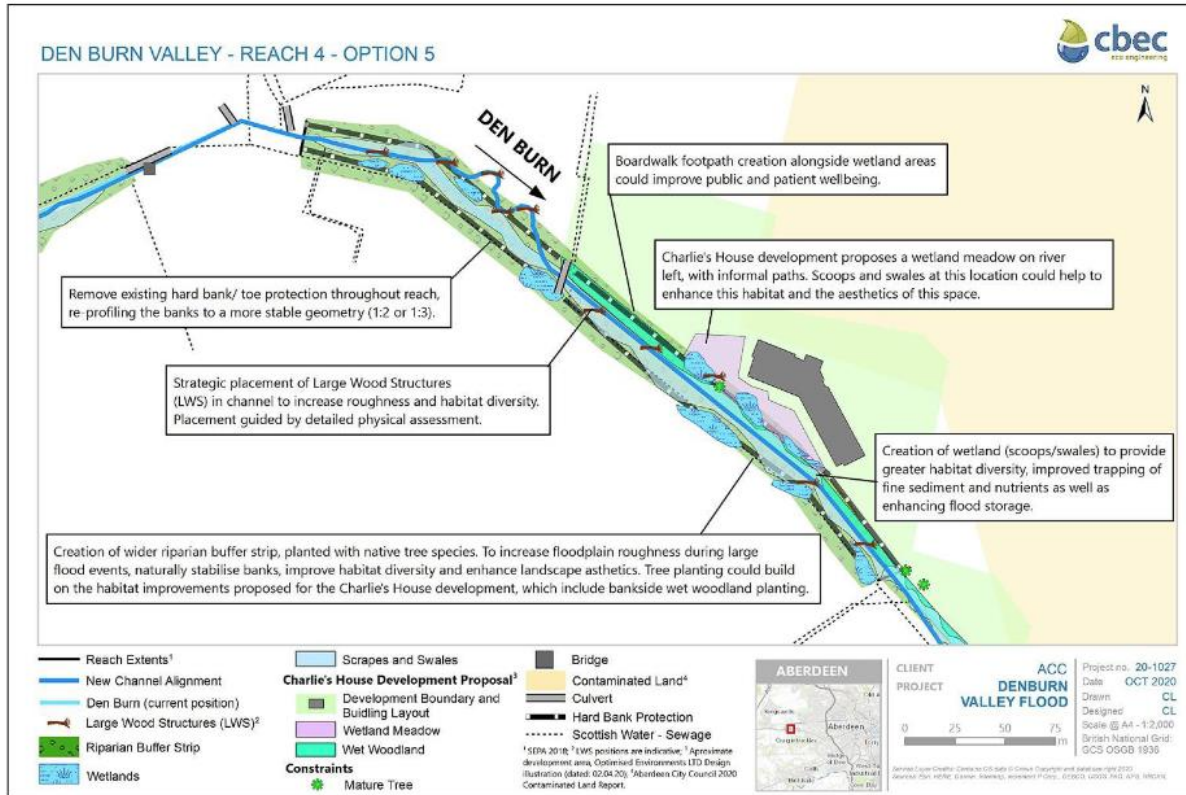 DEN BURN VALLEY - REACH 4 - OPTION 5
cbec
eco engineering
N
DEN BURN
Boardwalk footpath creation alongside wetland areas
could improve public and patient wellbeing.
Charlie's House development proposes a wetland meadow on river
left, with informal paths. Scoops and swales at this location could help to
enhance this habitat and the aesthetics of this space.
Remove existing hard bank/ toe protection throughout reach,
re-profiling the banks to a more stable geometry (1:2 or 1:3).
Strategic placement of Large Wood Structures
(LWS) in channel to increase roughness and habitat diversity.
Placement guided by detailed physical assessment.
Creation of wetland (scoops/swales) to provide
greater habitat diversity, improved trapping of
fine sediment and nutrients as well as
enhancing flood storage.
Creation of wider riparian buffer strip, planted with native tree species. To increase floodplain roughness during large
flood events, naturally stabilise banks, improve habitat diversity and enhance landscape asthetics. Tree planting could build
on the habitat improvements proposed for the Charlie's House development, which include bankside wet woodland planting.
Reach Extents¹
New Channel Alignment
Den Burn (current position)
Large Wood Structures (LWS)²
Riparian Buffer Strip
Wetlands
Scrapes and Swales
Charlie's House Development Proposal³
Development Boundary and
Buidling Layout
Wetland Meadow
Wet Woodland
Constraints
Mature Tree
Bridge
Contaminated Land⁴
Culvert
Hard Bank Protection
Scottish Water - Sewage
¹ SEPA 2018; ² LWS positions are indicative; ³ Aproximate
development area, Optimised Environments LTD Design
illustration (dated: 02.04.20); ⁴Aberdeen City Council 2020
Contaminated Land Report.
ABERDEEN
Aberdeen
CLIENT ACC
PROJECT DENBURN
VALLEY FLOOD
0 25 50 75
m
Project no. 20-1027
Date OCT 2020
Drawn CL
Designed CL
Scale @ A4 - 1:2,000
British National Grid:
GCS OSGB 1936